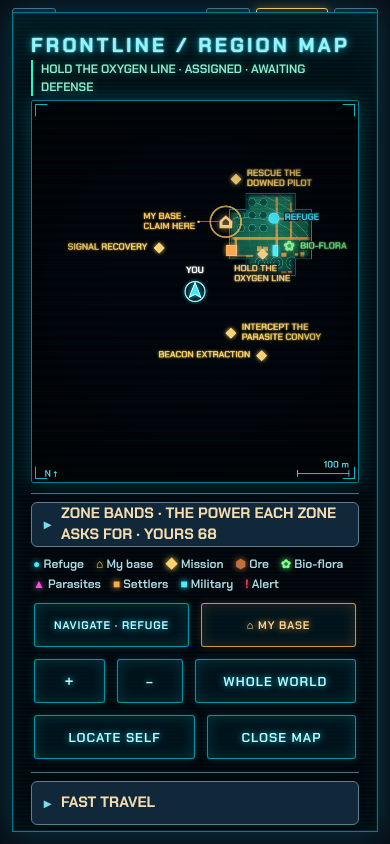 FRONTLINE / REGION MAP
HOLD THE OXYGEN LINE · ASSIGNED · AWAITING
DEFENSE
RESCUE THE
DOWNED PILOT
MY BASE ·
CLAIM HERE
REFUGE
SIGNAL RECOVERY
BIO-FLORA
HOLD THE
OXYGEN LINE
YOU
INTERCEPT THE
PARASITE CONVOY
BEACON EXTRACTION
N ↑
100 m
▶ ZONE BANDS · THE POWER EACH ZONE
ASKS FOR · YOURS 68
● Refuge ⌂ My base ◆ Mission ⬢ Ore ✿ Bio-flora
▲ Parasites ■ Settlers ■ Military ! Alert
NAVIGATE · REFUGE
⌂ MY BASE
+
−
WHOLE WORLD
LOCATE SELF
CLOSE MAP
▶ FAST TRAVEL